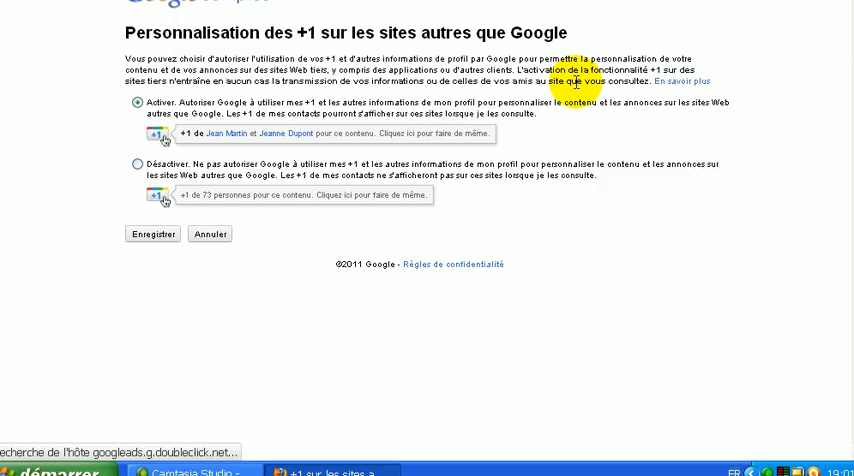 Personnalisation des +1 sur les sites autres que Google
Vous pouvez choisir d'autoriser l'utilisation de vos +1 et d'autres informations de profil par Google pour permettre la personnalisation de votre
contenu et de vos annonces sur des sites Web tiers, y compris des applications ou d'autres clients. L'activation de la fonctionnalité +1 sur des
sites tiers n'entraîne en aucun cas la transmission de vos informations ou de celles de vos amis au site que vous consultez. En savoir plus
Activer. Autoriser Google à utiliser mes +1 et les autres informations de mon profil pour personnaliser le contenu et les annonces sur les sites Web
autres que Google. Les +1 de mes contacts pourront s'afficher sur ces sites lorsque je les consulte.
+1 +1 de Jean Martin et Jeanne Dupont pour ce contenu. Cliquez ici pour faire de même.
Désactiver. Ne pas autoriser Google à utiliser mes +1 et les autres informations de mon profil pour personnaliser le contenu et les annonces sur les
sites Web autres que Google. Les +1 de mes contacts ne s'afficheront pas sur ces sites lorsque je les consulte.
+1 +1 de 73 personnes pour ce contenu. Cliquez ici pour faire de même.
Enregistrer Annuler
©2011 Google - Règles de confidentialité
echerche de l'hôte googleads.g.doubleclick.net...
démarrer Camtasia Studio - +1 sur les sites a FR 19:01